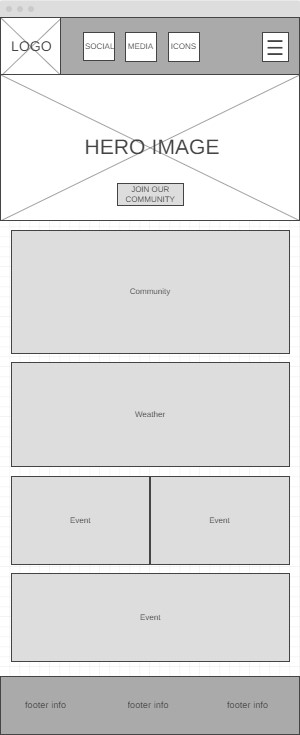 LOGO
SOCIAL
MEDIA
ICONS
HERO IMAGE
JOIN OUR
COMMUNITY
Community
Weather
Event
Event
Event
footer info
footer info
footer info